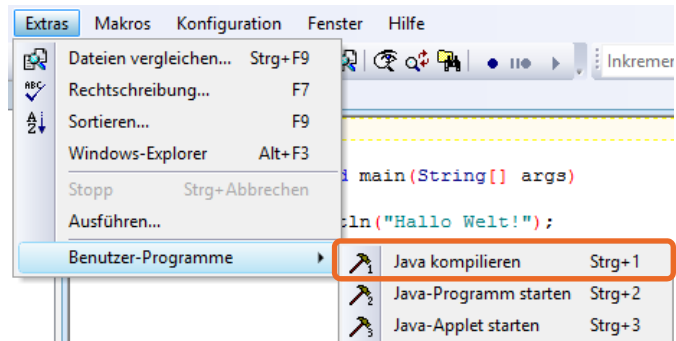 Extras Makros Konfiguration Fenster Hilfe
Dateien vergleichen... Strg+F9
Rechtschreibung... F7
Sortieren... F9
Windows-Explorer Alt+F3
main(String[] args)
Stopp Strg+Abbrechen
Ausführen...
("Hallo Welt!");
Benutzer-Programme
Java kompilieren Strg+1
Java-Programm starten Strg+2
Java-Applet starten Strg+3